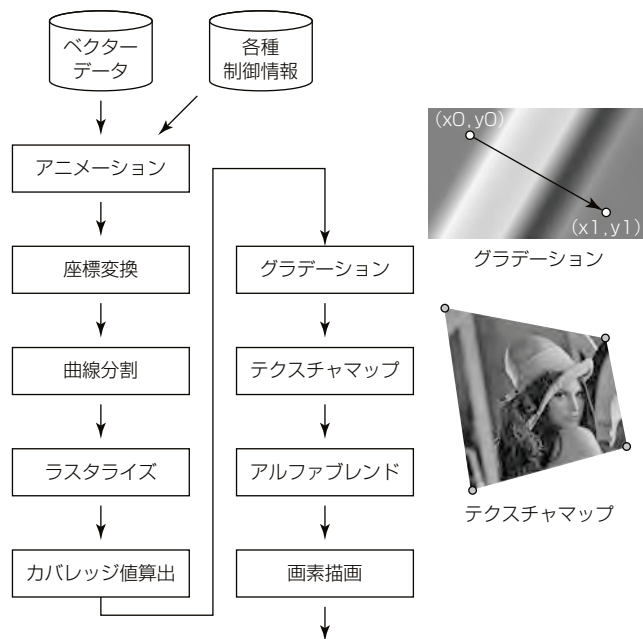 ベクター
データ
各種
制御情報
アニメーション
座標変換
曲線分割
ラスタライズ
カバレッジ値算出
グラデーション
テクスチャマップ
アルファブレンド
画素描画
(x0,y0)
(x1,y1)
グラデーション
テクスチャマップ